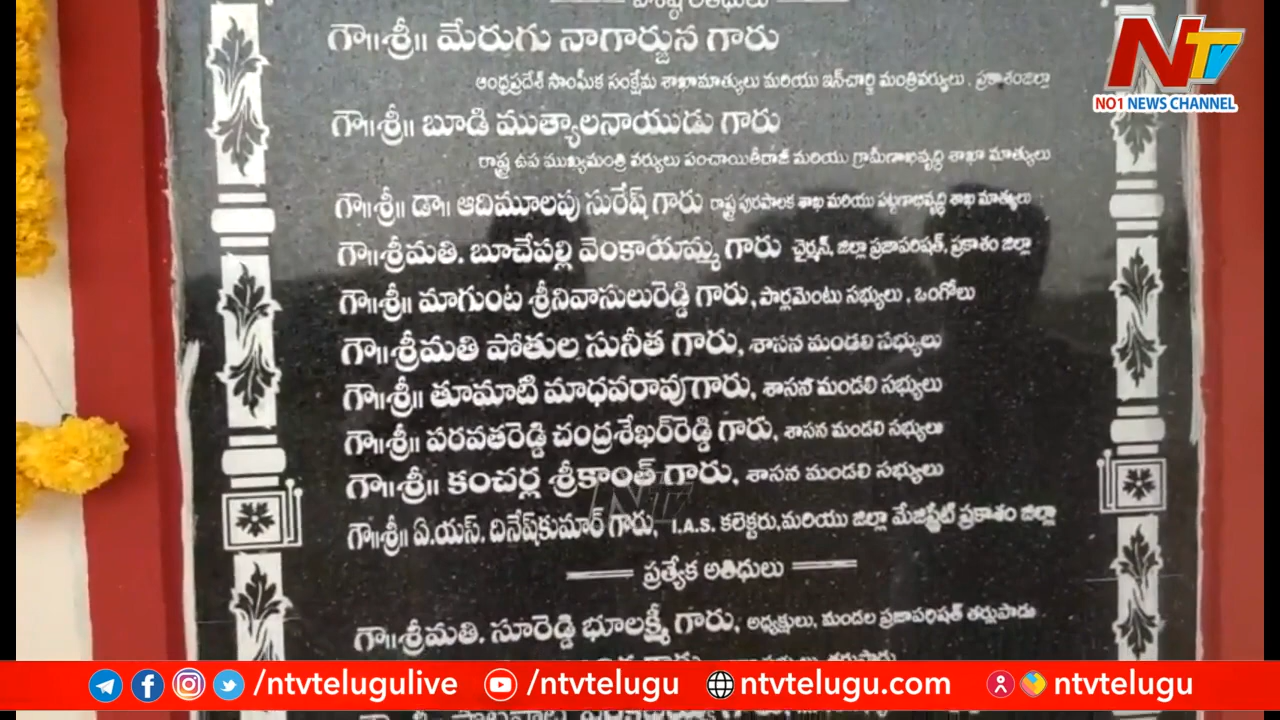 గౌ॥శ్రీ॥ మేరుగు నాగార్జున గారు
ఆంధ్రప్రదేశ్ సాంఘీక సంక్షేమ శాఖామాత్యులు మరియు ఇన్‌చార్జి మంత్రివర్యులు, ప్రకాశంజిల్లా
గౌ॥శ్రీ॥ బూడి ముత్యాలనాయుడు గారు
రాష్ట్ర ఉప ముఖ్యమంత్రి వర్యులు పంచాయితీరాజ్ మరియు గ్రామీణాభివృద్ధి శాఖా మాత్యులు
గౌ॥శ్రీ॥ డా॥ ఆదిమూలపు సురేష్ గారు రాష్ట్ర పురపాలక శాఖ మరియు పట్టణాభివృద్ధి శాఖ మాత్యులు
గౌ॥శ్రీమతి. బూచేపల్లి వెంకాయమ్మ గారు చైర్మన్, జిల్లా ప్రజాపరిషత్, ప్రకాశం జిల్లా
గౌ॥శ్రీ॥ మాగుంట శ్రీనివాసులురెడ్డి గారు, పార్లమెంటు సభ్యులు, ఒంగోలు
గౌ॥శ్రీమతి పోతుల సునీత గారు, శాసన మండలి సభ్యులు
గౌ॥శ్రీ॥ తూమాటి మాధవరావుగారు, శాసన మండలి సభ్యులు
గౌ॥శ్రీ॥ పరవతరెడ్డి చంద్రశేఖర్‌రెడ్డి గారు, శాసన మండలి సభ్యులు
గౌ॥శ్రీ॥ కంచర్ల శ్రీకాంత్ గారు, శాసన మండలి సభ్యులు
గౌ॥శ్రీ॥ ఏ.యస్. దినేష్‌కుమార్ గారు, I.A.S. కలెక్టరు,మరియు జిల్లా మేజిస్ట్రేట్ ప్రకాశం జిల్లా
ప్రత్యేక అతిధులు
గౌ॥శ్రీమతి. సూరెడ్డి భూలక్ష్మీ గారు, అధ్యక్షులు, మండల ప్రజాపరిషత్ తర్లుపాడు
NTV
NO1 NEWS CHANNEL
/ntvtelugulive
/ntvtelugu
ntvtelugu.com
ntvtelugu